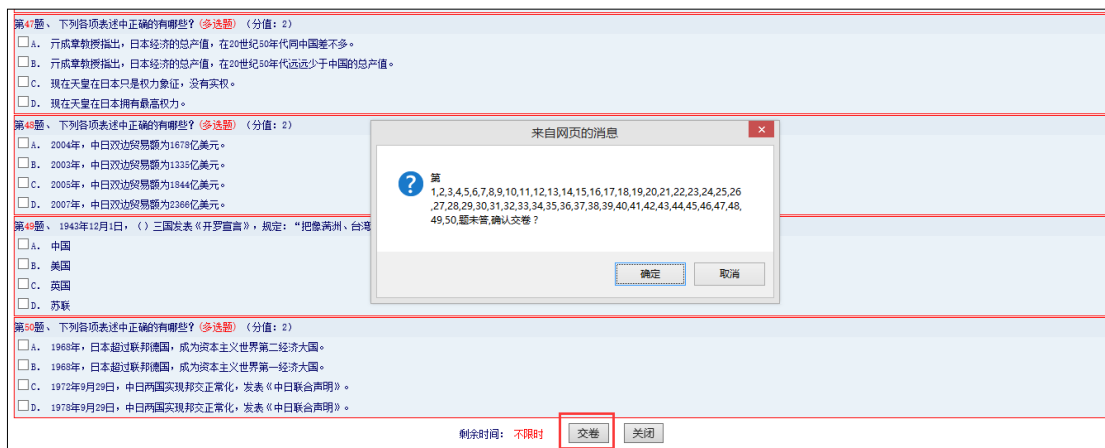 第47题、 下列各项表述中正确的有哪些?(多选题) (分值: 2)
A. 亓成章教授指出,日本经济的总产值,在20世纪50年代同中国差不多。
B. 亓成章教授指出,日本经济的总产值,在20世纪50年代远远少于中国的总产值。
C. 现在天皇在日本只是权力象征,没有实权。
D. 现在天皇在日本拥有最高权力。
第48题、 下列各项表述中正确的有哪些?(多选题) (分值: 2)
A. 2004年,中日双边贸易额为1678亿美元。
B. 2003年,中日双边贸易额为1335亿美元。
C. 2005年,中日双边贸易额为1844亿美元。
D. 2007年,中日双边贸易额为2366亿美元。
第49题、 1943年12月1日,()三国发表《开罗宣言》,规定:“把像满洲、台湾
A. 中国
B. 美国
C. 英国
D. 苏联
第50题、 下列各项表述中正确的有哪些?(多选题) (分值: 2)
A. 1968年,日本超过联邦德国,成为资本主义世界第二经济大国。
B. 1968年,日本超过联邦德国,成为资本主义世界第一经济大国。
C. 1972年9月29日,中日两国实现邦交正常化,发表《中日联合声明》。
D. 1978年9月29日,中日两国实现邦交正常化,发表《中日联合声明》。
剩余时间: 不限时 交卷 关闭
来自网页的消息
第
1,2,3,4,5,6,7,8,9,10,11,12,13,14,15,16,17,18,19,20,21,22,23,24,25,26
,27,28,29,30,31,32,33,34,35,36,37,38,39,40,41,42,43,44,45,46,47,48,
49,50,题未答,确认交卷?
确定 取消